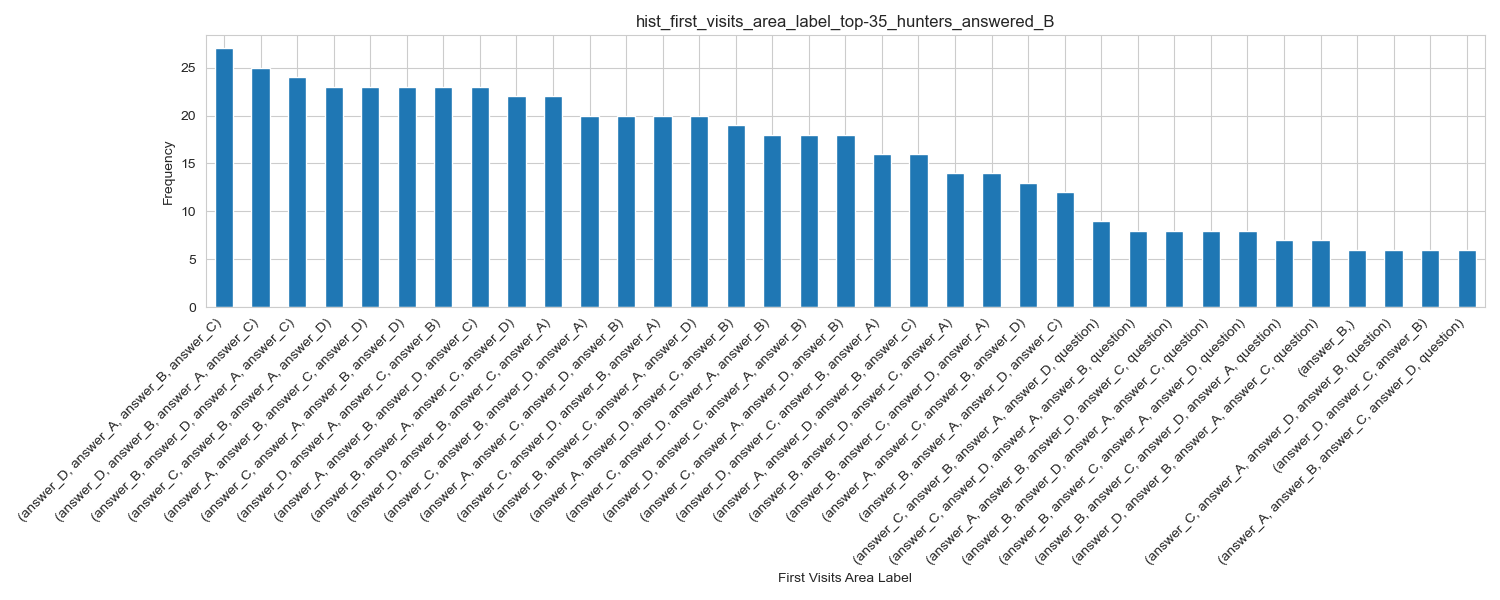 hist_first_visits_area_label_top-35_hunters_answered_B
Frequency
25
20
15
10
5
0
(answer_D, answer_A, answer_B, answer_C)
(answer_D, answer_B, answer_A, answer_C)
(answer_B, answer_D, answer_A, answer_C)
(answer_C, answer_B, answer_A, answer_D)
(answer_A, answer_B, answer_C, answer_D)
(answer_C, answer_A, answer_B, answer_D)
(answer_D, answer_A, answer_C, answer_B)
(answer_A, answer_B, answer_D, answer_C)
(answer_B, answer_A, answer_C, answer_D)
(answer_D, answer_B, answer_C, answer_A)
(answer_C, answer_B, answer_D, answer_A)
(answer_A, answer_C, answer_D, answer_B)
(answer_C, answer_D, answer_B, answer_A)
(answer_B, answer_C, answer_A, answer_D)
(answer_A, answer_D, answer_C, answer_B)
(answer_C, answer_D, answer_A, answer_B)
(answer_D, answer_C, answer_A, answer_B)
(answer_C, answer_A, answer_D, answer_B)
(answer_D, answer_C, answer_B, answer_A)
(answer_A, answer_D, answer_B, answer_C)
(answer_B, answer_D, answer_C, answer_A)
(answer_B, answer_C, answer_D, answer_A)
(answer_A, answer_C, answer_B, answer_D)
(answer_B, answer_A, answer_D, answer_C)
(answer_C, answer_B, answer_A, answer_D, question)
(answer_C, answer_D, answer_A, answer_B, question)
(answer_A, answer_B, answer_D, answer_C, question)
(answer_B, answer_D, answer_A, answer_C, question)
(answer_B, answer_C, answer_A, answer_D, question)
(answer_B, answer_C, answer_D, answer_A, question)
(answer_D, answer_B, answer_A, answer_C, question)
(answer_B,)
(answer_C, answer_A, answer_D, answer_B, question)
(answer_D, answer_C, answer_B)
(answer_A, answer_B, answer_C, answer_D, question)
First Visits Area Label